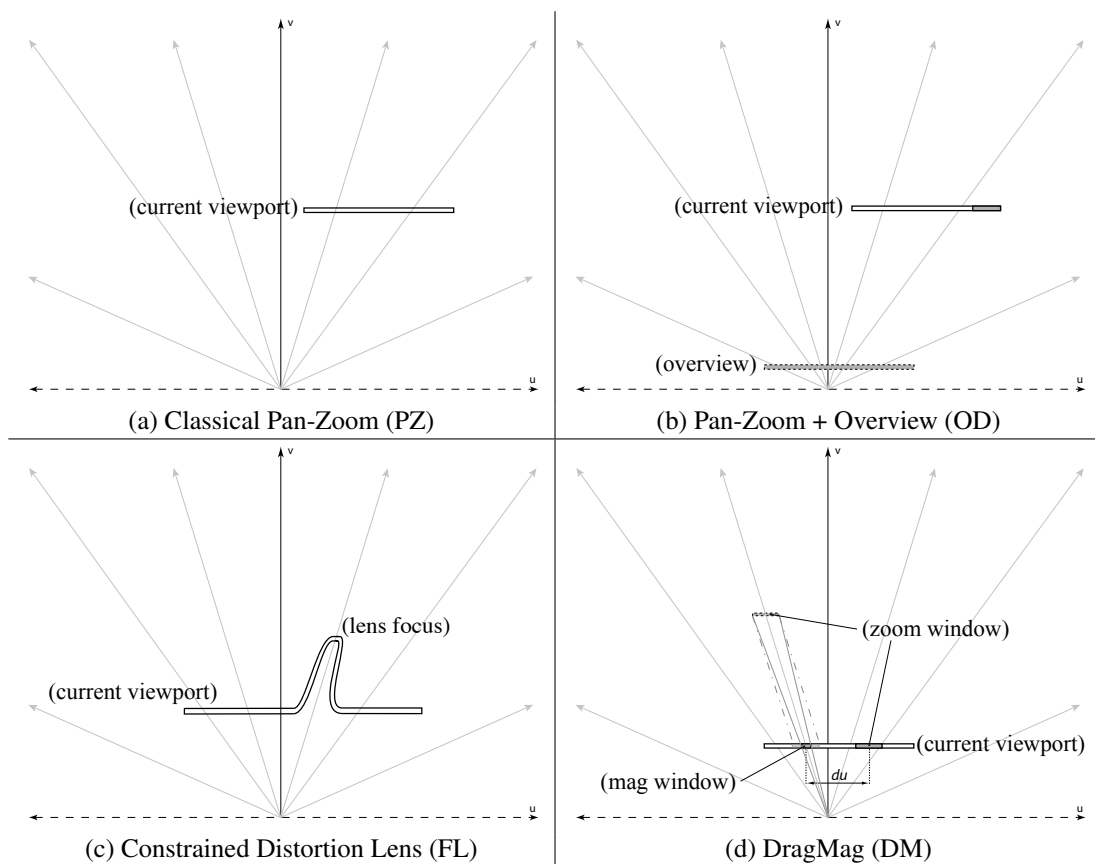 v
(current viewport)
u
(a) Classical Pan-Zoom (PZ)
v
(current viewport)
(overview)
u
(b) Pan-Zoom + Overview (OD)
v
(lens focus)
(current viewport)
u
(c) Constrained Distortion Lens (FL)
v
(zoom window)
(current viewport)
(mag window)
du
u
(d) DragMag (DM)